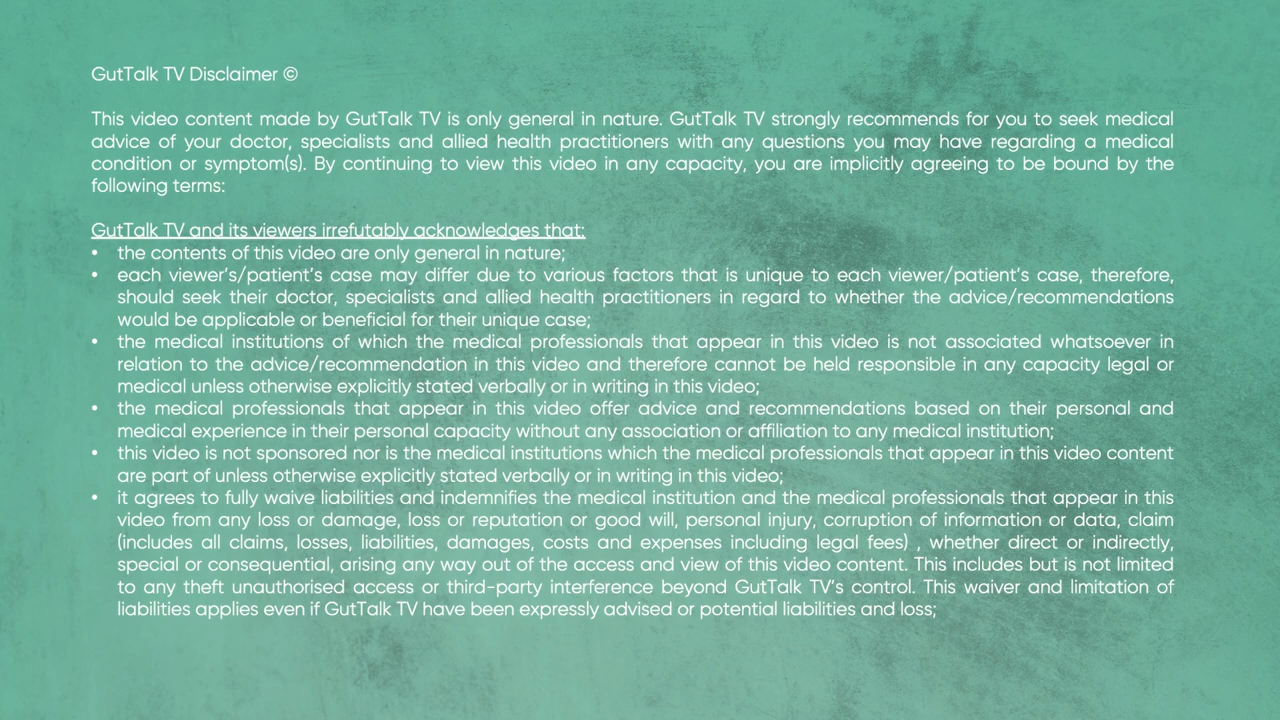 GutTalk TV Disclaimer ©
This video content made by GutTalk TV is only general in nature. GutTalk TV strongly recommends for you to seek medical
advice of your doctor, specialists and allied health practitioners with any questions you may have regarding a medical
condition or symptom(s). By continuing to view this video in any capacity, you are implicitly agreeing to be bound by the
following terms:
GutTalk TV and its viewers irrefutably acknowledges that:
• the contents of this video are only general in nature;
• each viewer's/patient's case may differ due to various factors that is unique to each viewer/patient's case, therefore,
should seek their doctor, specialists and allied health practitioners in regard to whether the advice/recommendations
would be applicable or beneficial for their unique case;
• the medical institutions of which the medical professionals that appear in this video is not associated whatsoever in
relation to the advice/recommendation in this video and therefore cannot be held responsible in any capacity legal or
medical unless otherwise explicitly stated verbally or in writing in this video;
• the medical professionals that appear in this video offer advice and recommendations based on their personal and
medical experience in their personal capacity without any association or affiliation to any medical institution;
• this video is not sponsored nor is the medical institutions which the medical professionals that appear in this video content
are part of unless otherwise explicitly stated verbally or in writing in this video;
• it agrees to fully waive liabilities and indemnifies the medical institution and the medical professionals that appear in this
video from any loss or damage, loss or reputation or good will, personal injury, corruption of information or data, claim
(includes all claims, losses, liabilities, damages, costs and expenses including legal fees) , whether direct or indirectly,
special or consequential, arising any way out of the access and view of this video content. This includes but is not limited
to any theft unauthorised access or third-party interference beyond GutTalk TV's control. This waiver and limitation of
liabilities applies even if GutTalk TV have been expressly advised or potential liabilities and loss;